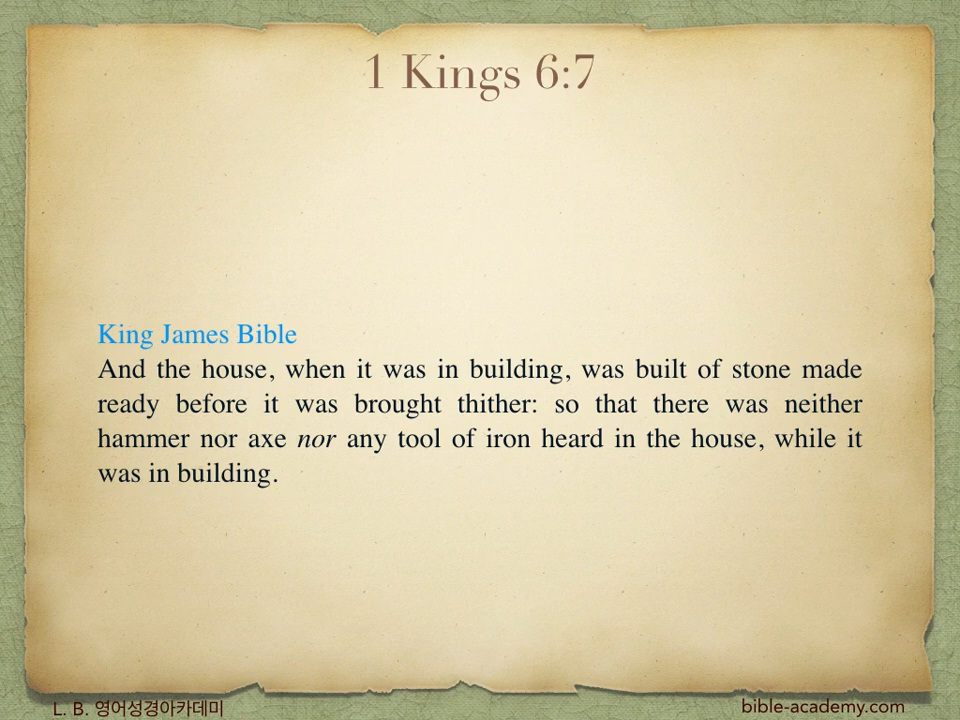 1 Kings 6:7
King James Bible
And the house, when it was in building, was built of stone made
ready before it was brought thither: so that there was neither
hammer nor axe nor any tool of iron heard in the house, while it
was in building.
L. B. 영어성경아카데미
bible-academy.com